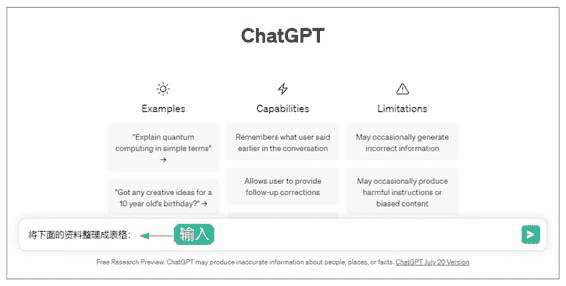 ChatGPT
Examples
Capabilities
Limitations
"Explain quantum
computing in simple terms"
→
Remembers what user said
earlier in the conversation
May occasionally generate
incorrect information
"Got any creative ideas for a
10 year old's birthday?" →
Allows user to provide
follow-up corrections
May occasionally produce
harmful instructions or
biased content
将下面的资料整理成表格：
输入
Free Research Preview. ChatGPT may produce inaccurate information about people, places, or facts. ChatGPT July 20 Version